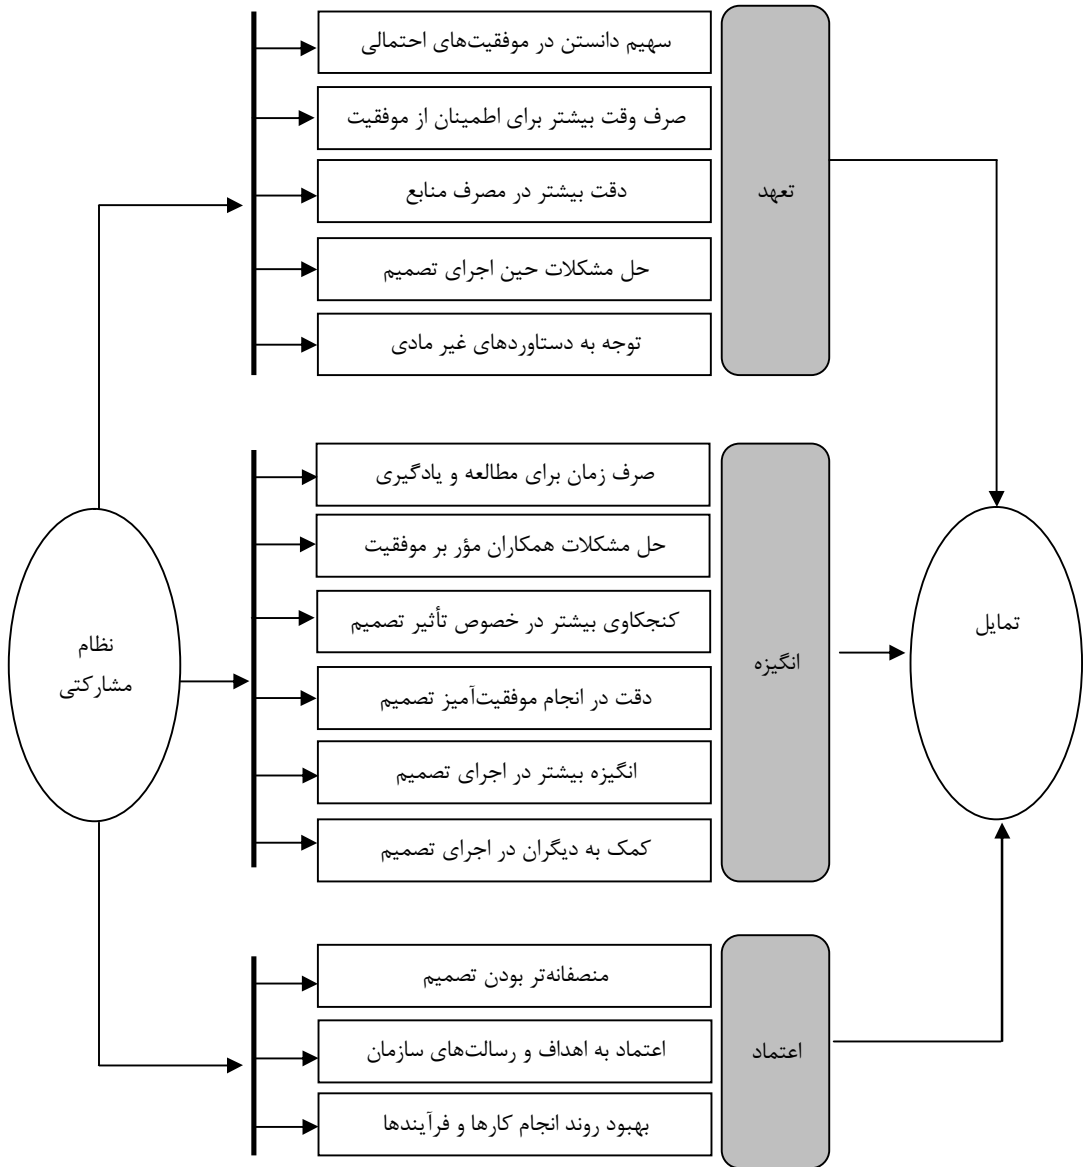 سهیم دانستن در موفقیت‌های احتمالی
صرف وقت بیشتر برای اطمینان از موفقیت
دقت بیشتر در مصرف منابع
حل مشکلات حین اجرای تصمیم
توجه به دستاوردهای غیر مادی
تعهد
صرف زمان برای مطالعه و یادگیری
حل مشکلات همکاران مؤر بر موفقیت
کنجکاوی بیشتر در خصوص تأثیر تصمیم
دقت در انجام موفقیت‌آمیز تصمیم
انگیزه بیشتر در اجرای تصمیم
کمک به دیگران در اجرای تصمیم
انگیزه
منصفانه‌تر بودن تصمیم
اعتماد به اهداف و رسالت‌های سازمان
بهبود روند انجام کارها و فرآیندها
اعتماد
نظام
مشارکتی
تمایل